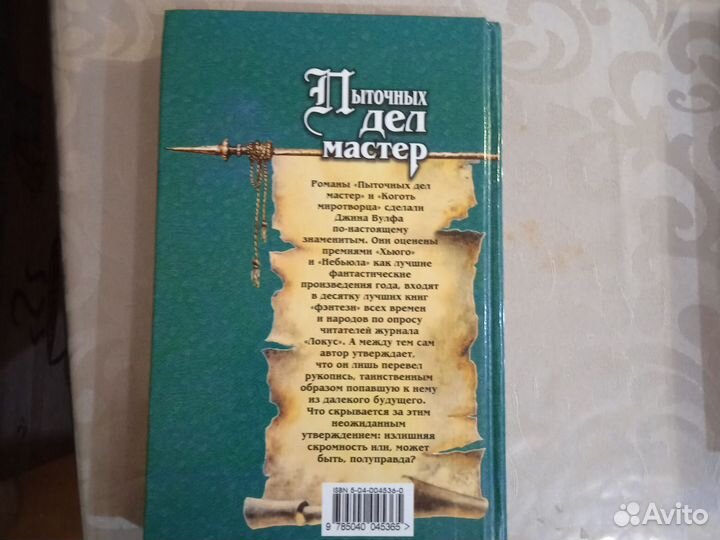 Пыточных
дел
мастер
Романы «Пыточных дел
мастер» и «Коготь
миротворца» сделали
Джина Вулфа
по-настоящему
знаменитым. Они оценены
премиями «Хьюго»
и «Небьюла» как лучшие
фантастические
произведения года, входят
в десятку лучших книг
«фэнтези» всех времен
и народов по опросу
читателей журнала
«Локус». А между тем сам
автор утверждает,
что он лишь перевел
рукопись, таинственным
образом попавшую к нему
из далекого будущего.
Что скрывается за этим
неожиданным
утверждением: излишняя
скромность или, может
быть, полуправда?
ISBN 5-04-004536-0
9 785040 045365 >
Avito